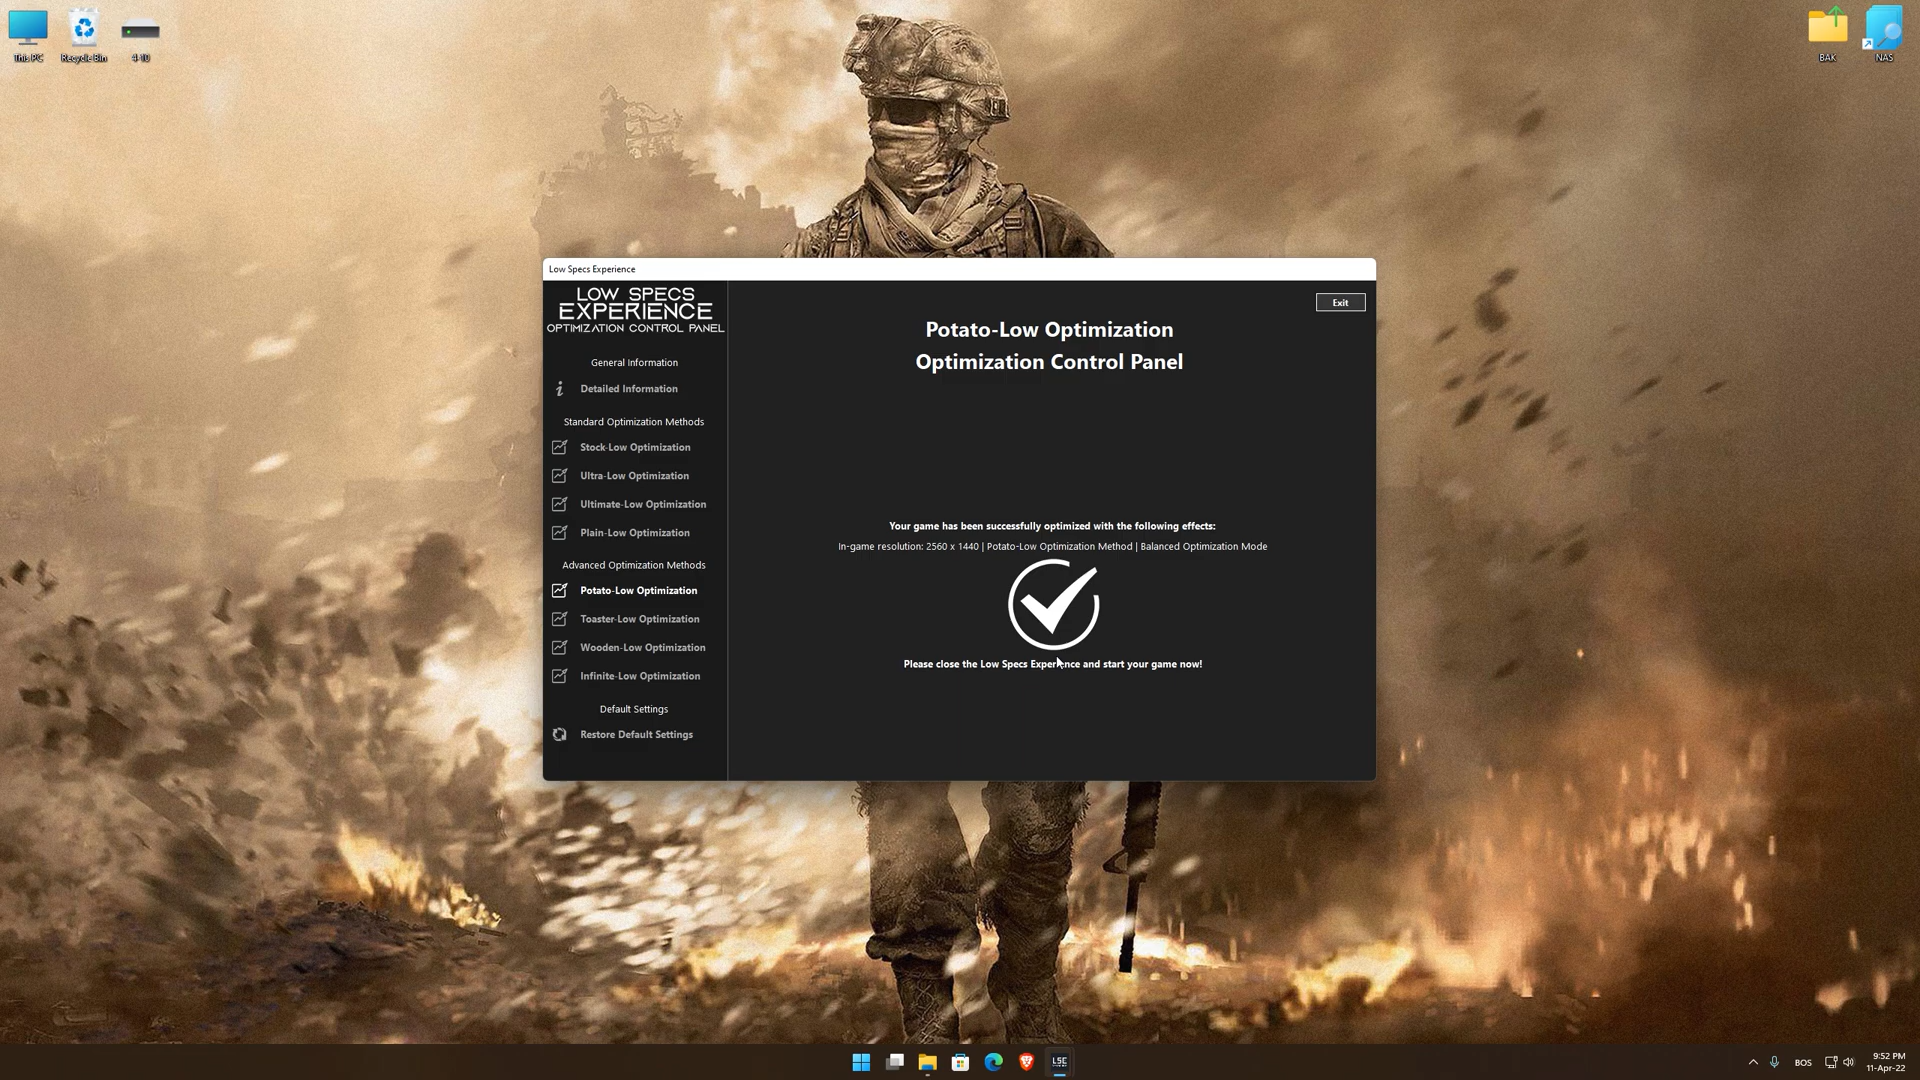 This PC
Recycle Bin
4-10
BAK
NAS
Low Specs Experience
LOW SPECS
EXPERIENCE
OPTIMIZATION CONTROL PANEL
General Information
Detailed Information
Standard Optimization Methods
Stock-Low Optimization
Ultra-Low Optimization
Ultimate-Low Optimization
Plain-Low Optimization
Advanced Optimization Methods
Potato-Low Optimization
Toaster-Low Optimization
Wooden-Low Optimization
Infinite-Low Optimization
Default Settings
Restore Default Settings
Exit
Potato-Low Optimization
Optimization Control Panel
Your game has been successfully optimized with the following effects:
In-game resolution: 2560 x 1440 | Potato-Low Optimization Method | Balanced Optimization Mode
Please close the Low Specs Experience and start your game now!
LSE
BOS
9:52 PM
11-Apr-22